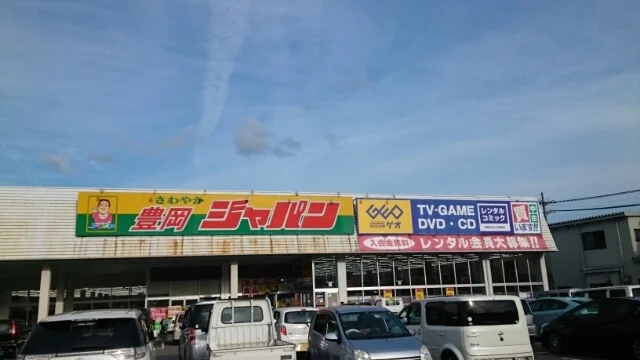 さわやか
豊岡 ジャパン
GEO
ゲオ
TV-GAME
DVD・CD
レンタル
コミック
中古
買
います!!
入会金無料
レンタル会員大募集!!